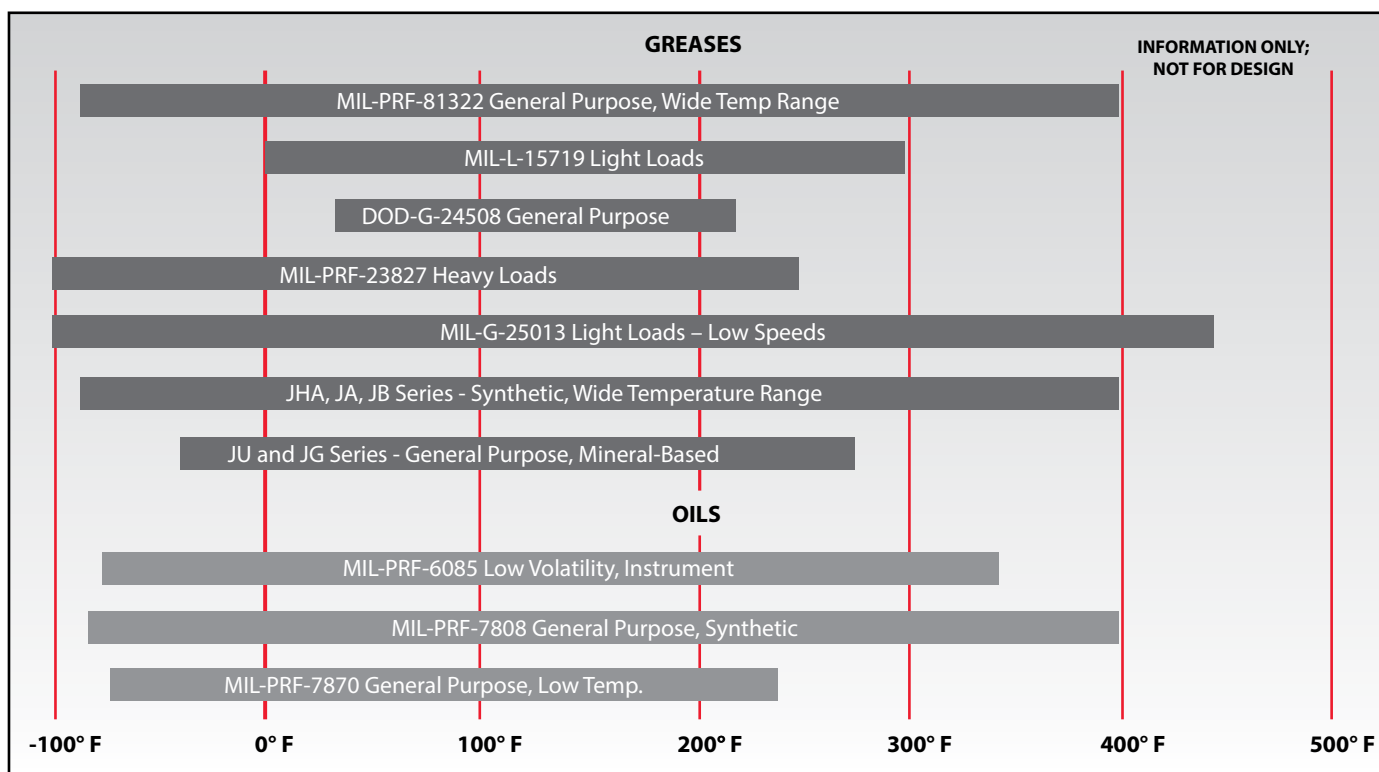 GREASES
INFORMATION ONLY;
NOT FOR DESIGN
MIL-PRF-81322 General Purpose, Wide Temp Range
MIL-L-15719 Light Loads
DOD-G-24508 General Purpose
MIL-PRF-23827 Heavy Loads
MIL-G-25013 Light Loads – Low Speeds
JHA, JA, JB Series - Synthetic, Wide Temperature Range
JU and JG Series - General Purpose, Mineral-Based
OILS
MIL-PRF-6085 Low Volatility, Instrument
MIL-PRF-7808 General Purpose, Synthetic
MIL-PRF-7870 General Purpose, Low Temp.
-100° F 0° F 100° F 200° F 300° F 400° F 500° F